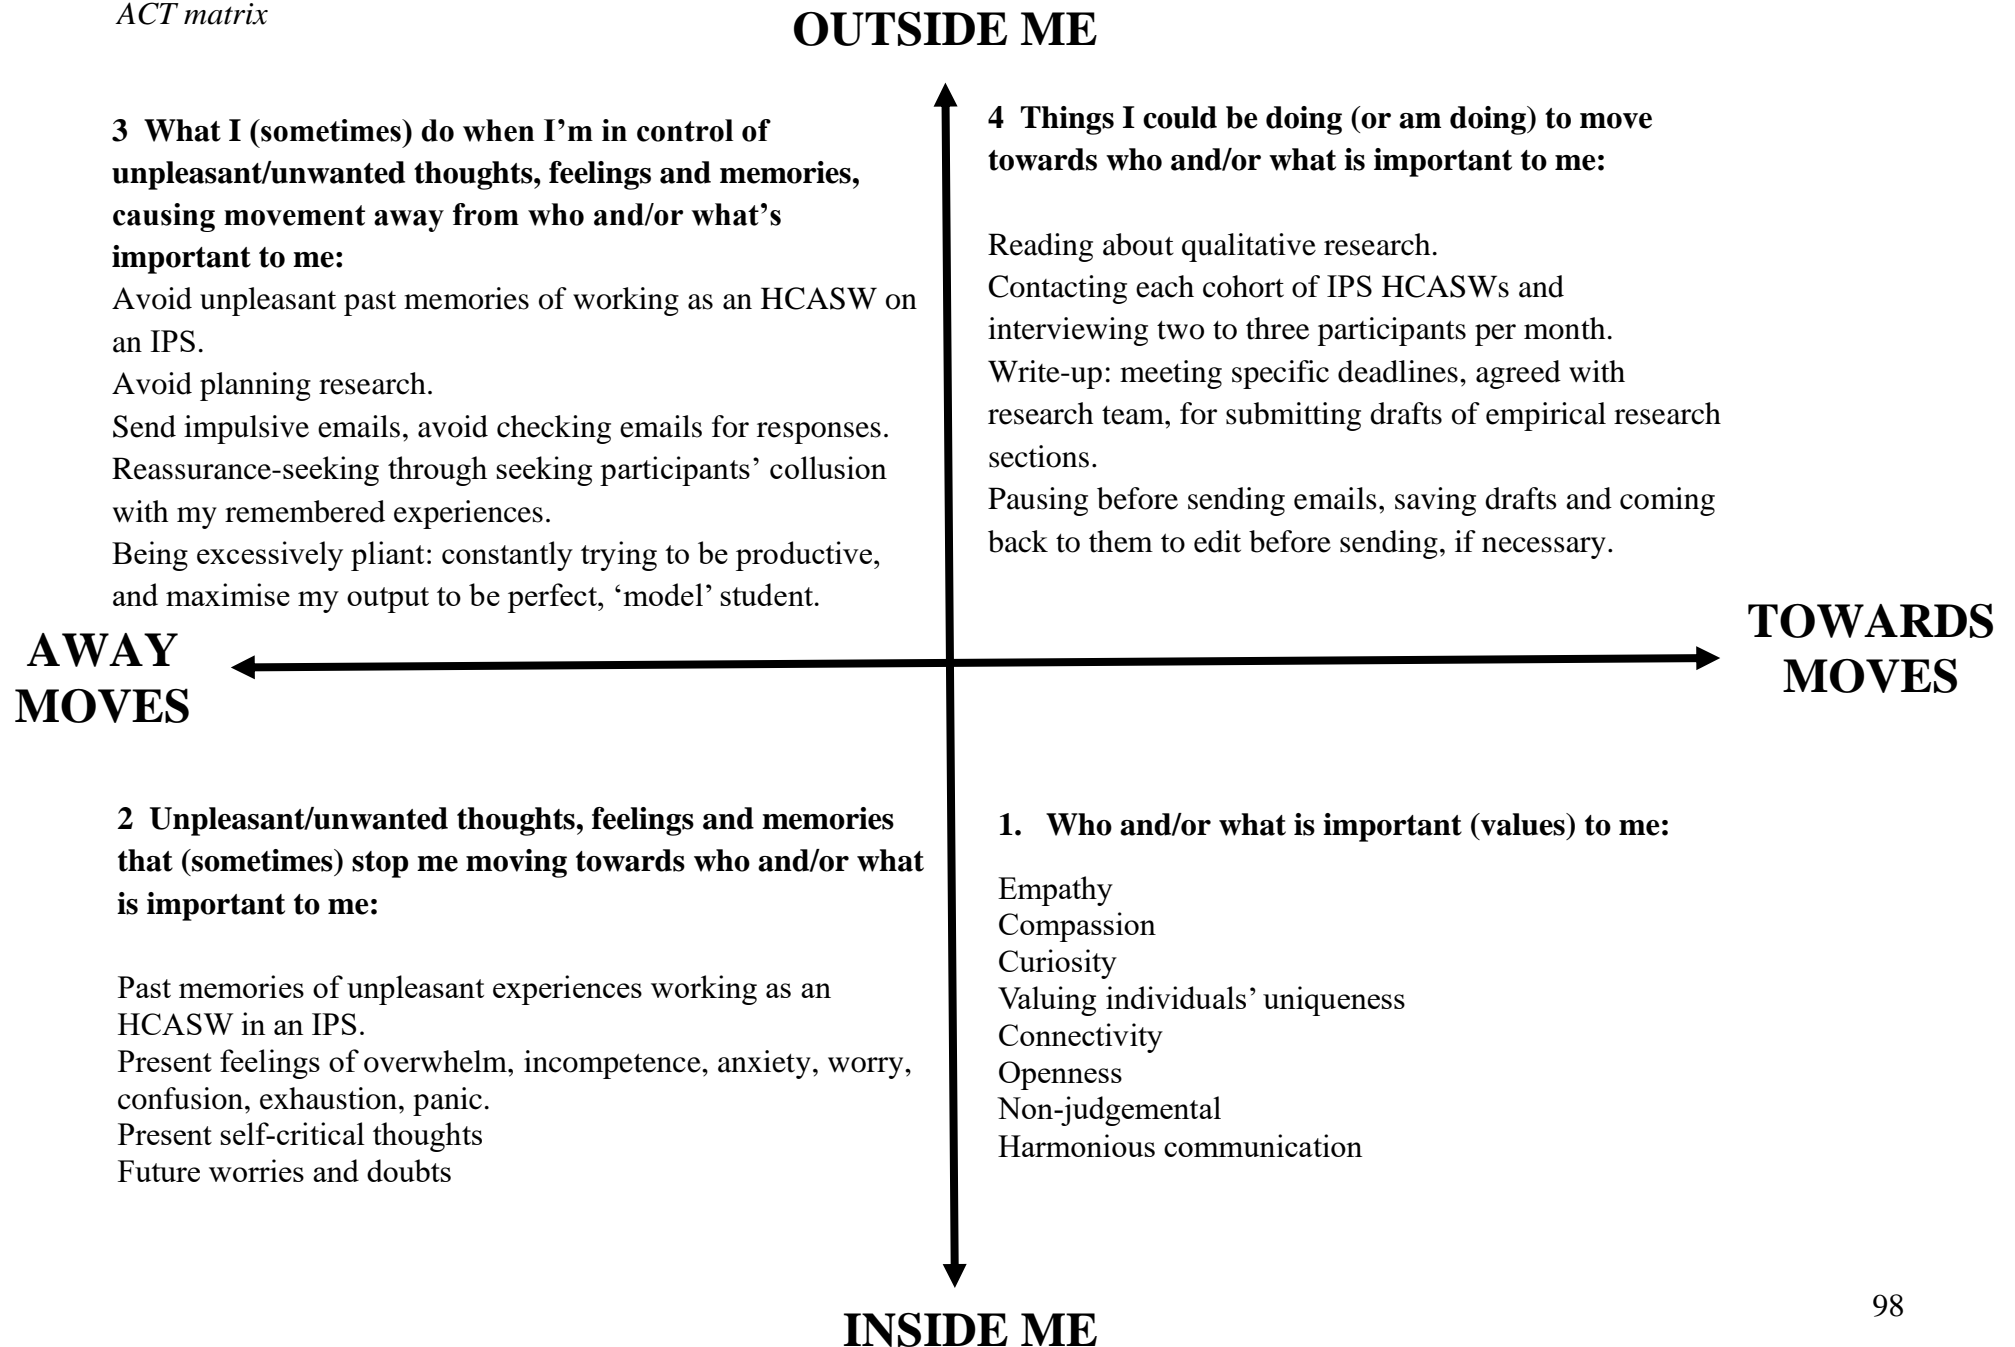 ACT matrix
OUTSIDE ME
3 What I (sometimes) do when I’m in control of
unpleasant/unwanted thoughts, feelings and memories,
causing movement away from who and/or what’s
important to me:
Avoid unpleasant past memories of working as an HCASW on
an IPS.
Avoid planning research.
Send impulsive emails, avoid checking emails for responses.
Reassurance-seeking through seeking participants’ collusion
with my remembered experiences.
Being excessively pliant: constantly trying to be productive,
and maximise my output to be perfect, ‘model’ student.
4 Things I could be doing (or am doing) to move
towards who and/or what is important to me:
Reading about qualitative research.
Contacting each cohort of IPS HCASWs and
interviewing two to three participants per month.
Write-up: meeting specific deadlines, agreed with
research team, for submitting drafts of empirical research
sections.
Pausing before sending emails, saving drafts and coming
back to them to edit before sending, if necessary.
AWAY
MOVES
TOWARDS
MOVES
2 Unpleasant/unwanted thoughts, feelings and memories
that (sometimes) stop me moving towards who and/or what
is important to me:
Past memories of unpleasant experiences working as an
HCASW in an IPS.
Present feelings of overwhelm, incompetence, anxiety, worry,
confusion, exhaustion, panic.
Present self-critical thoughts
Future worries and doubts
1. Who and/or what is important (values) to me:
Empathy
Compassion
Curiosity
Valuing individuals’ uniqueness
Connectivity
Openness
Non-judgemental
Harmonious communication
INSIDE ME
98